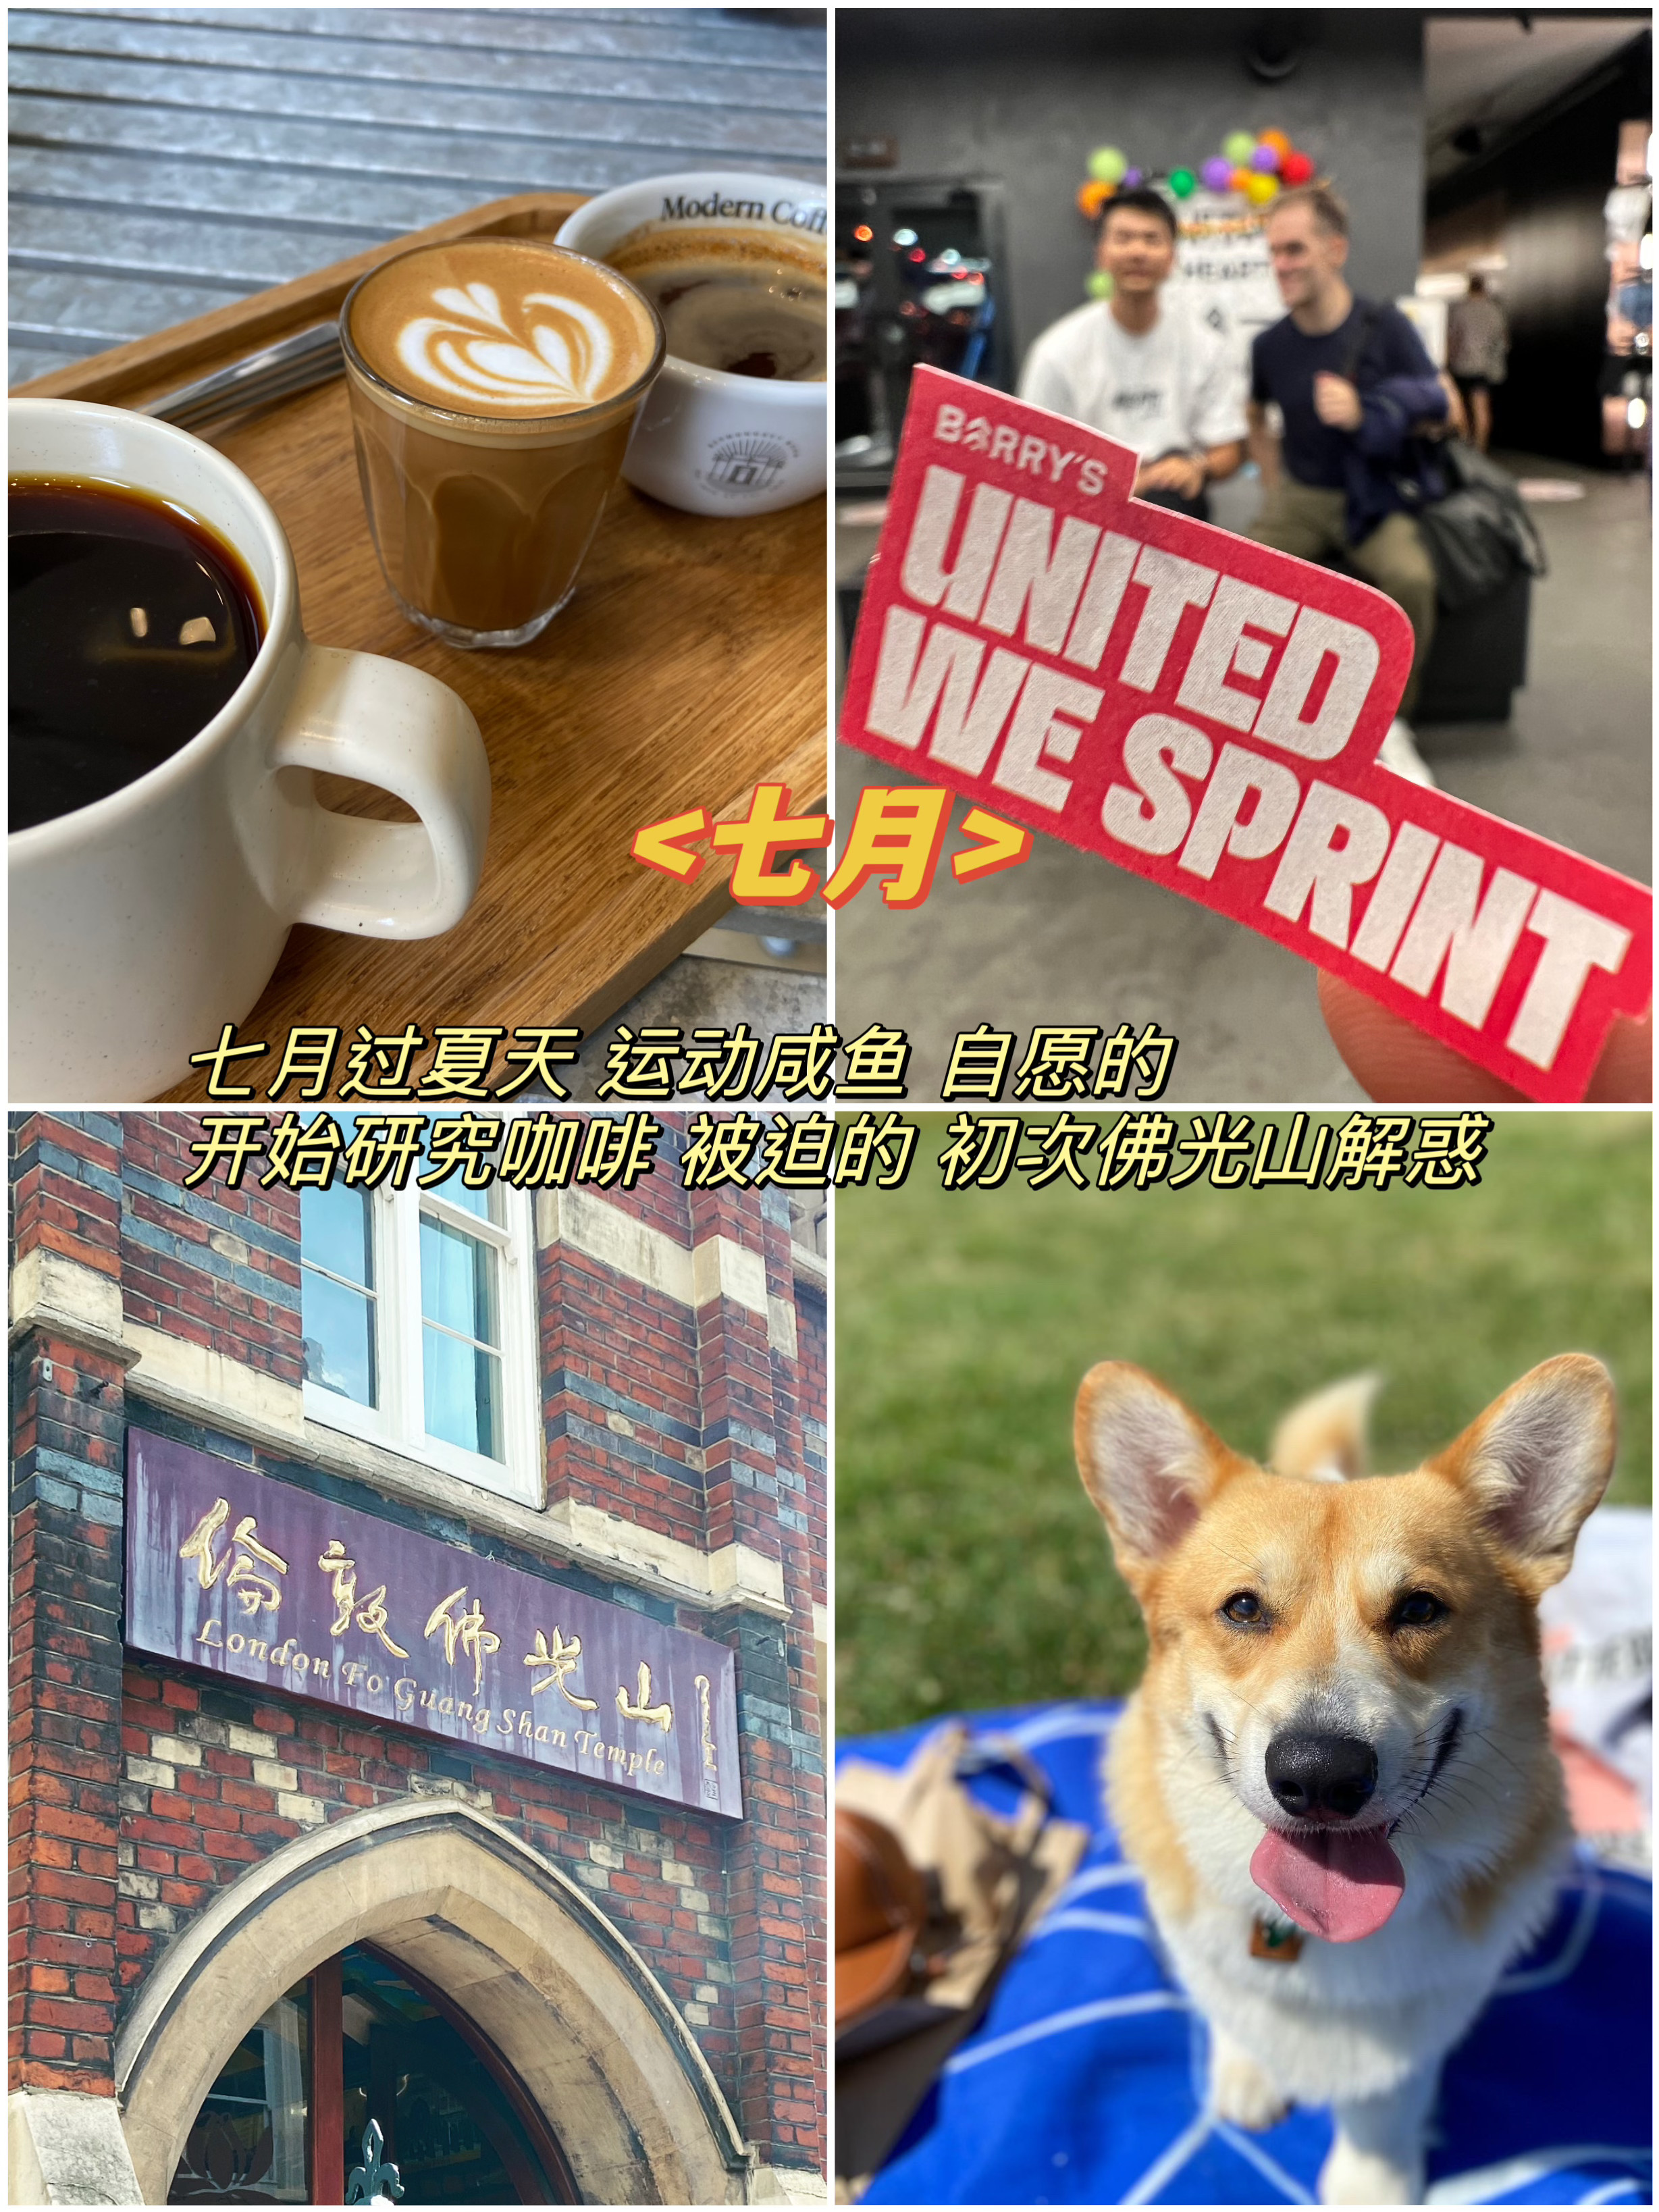 Modern Coff
BARRY'S
UNITED
WE SPRINT
<七月>
七月过夏天 运动咸鱼 自愿的
开始研究咖啡 被迫的 初次佛光山解惑
倫敦佛光山
London Fo Guang Shan Temple